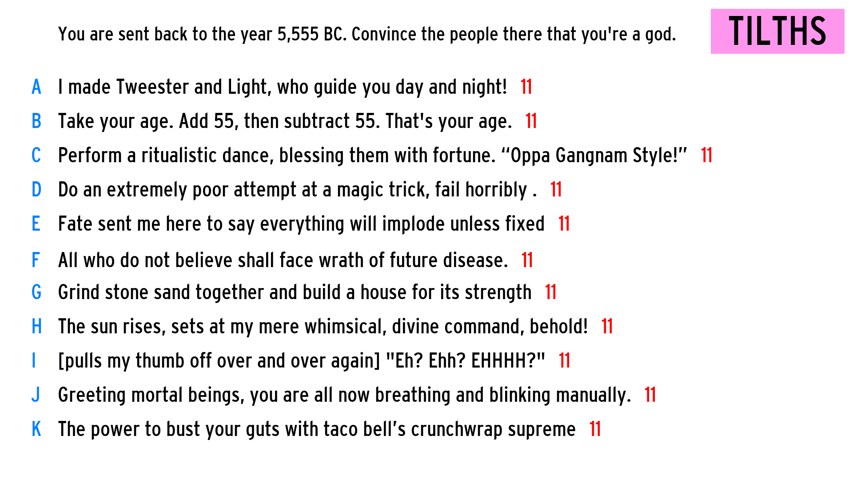 You are sent back to the year 5,555 BC. Convince the people there that you're a god.
TILTHS
A I made Tweester and Light, who guide you day and night! 11
B Take your age. Add 55, then subtract 55. That's your age. 11
C Perform a ritualistic dance, blessing them with fortune. “Oppa Gangnam Style!” 11
D Do an extremely poor attempt at a magic trick, fail horribly . 11
E Fate sent me here to say everything will implode unless fixed 11
F All who do not believe shall face wrath of future disease. 11
G Grind stone sand together and build a house for its strength 11
H The sun rises, sets at my mere whimsical, divine command, behold! 11
I [pulls my thumb off over and over again] "Eh? Ehh? EHHHH?" 11
J Greeting mortal beings, you are all now breathing and blinking manually. 11
K The power to bust your guts with taco bell’s crunchwrap supreme 11